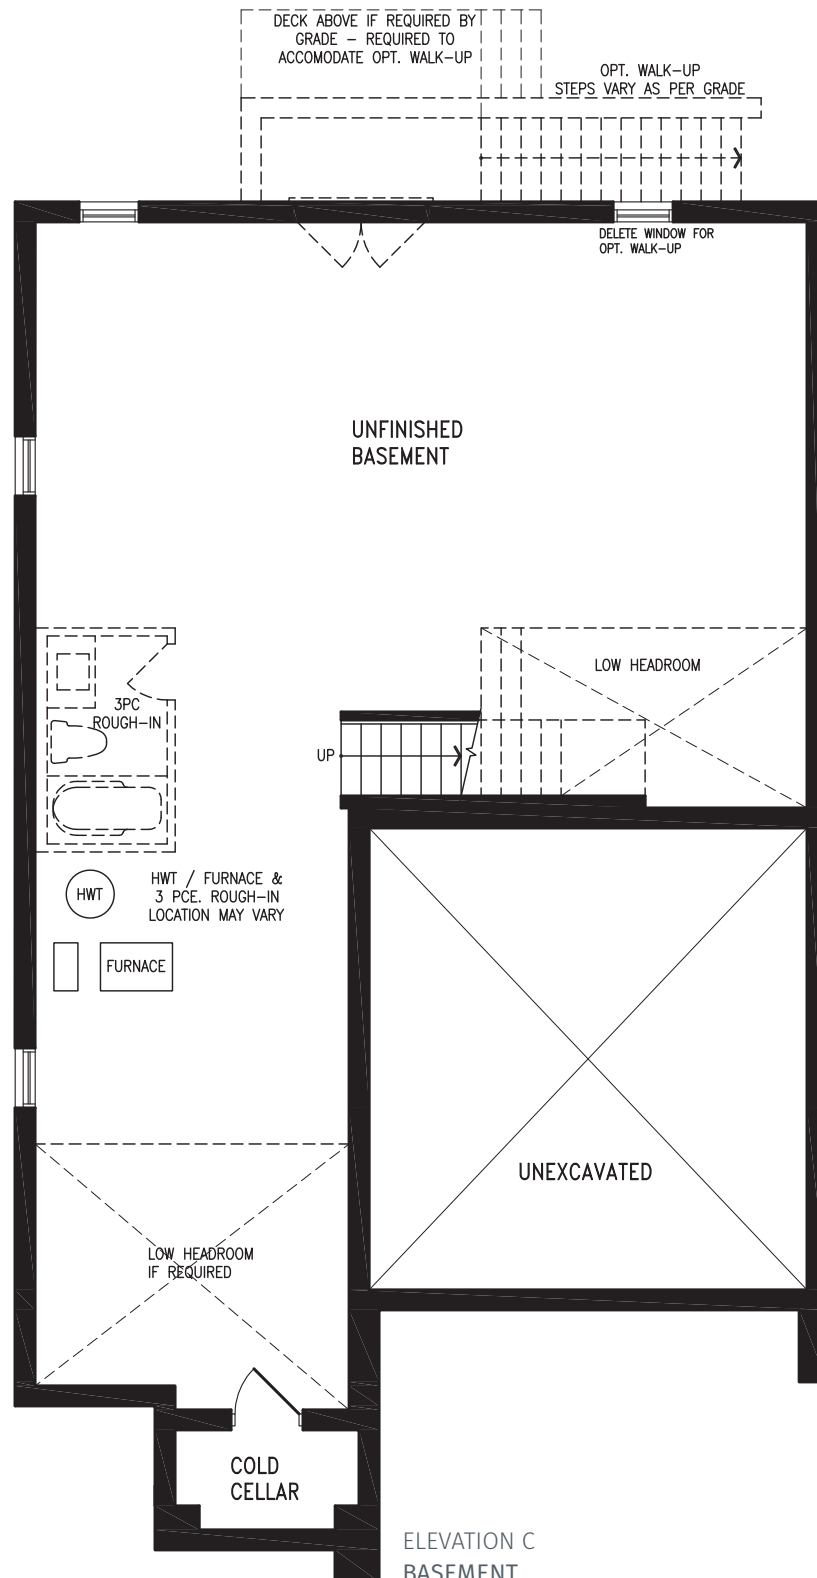 DECK ABOVE IF REQUIRED BY
GRADE – REQUIRED TO
ACCOMODATE OPT. WALK-UP
OPT. WALK-UP
STEPS VARY AS PER GRADE
DELETE WINDOW FOR
OPT. WALK-UP
UNFINISHED
BASEMENT
LOW HEADROOM
3PC
ROUGH-IN
UP
HWT
HWT / FURNACE &
3 PCE. ROUGH-IN
LOCATION MAY VARY
FURNACE
UNEXCAVATED
LOW HEADROOM
IF REQUIRED
COLD
CELLAR
ELEVATION C
BASEMENT